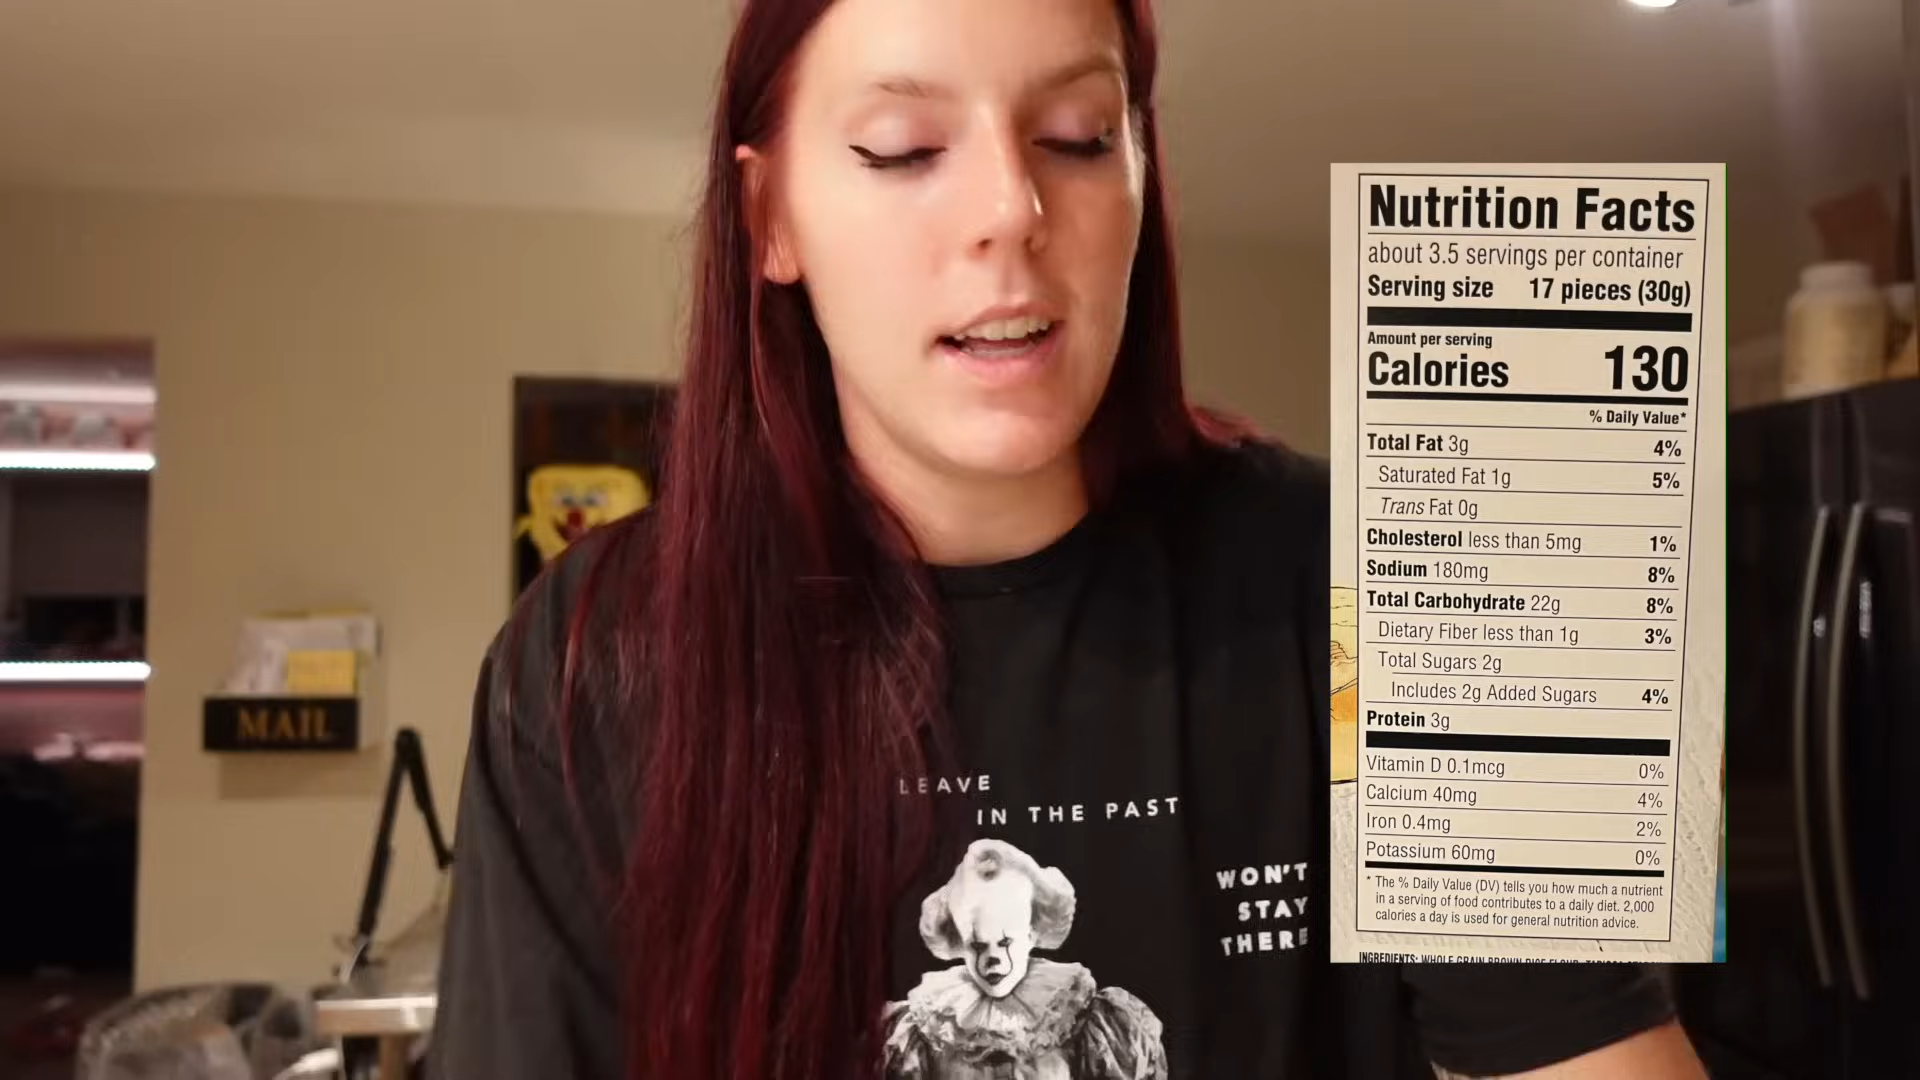 MAIL
LEAVE
IN THE PAST
WON'T
STAY
THERE
Nutrition Facts
about 3.5 servings per container
Serving size 17 pieces (30g)
Amount per serving
Calories 130
% Daily Value*
Total Fat 3g 4%
Saturated Fat 1g 5%
Trans Fat 0g
Cholesterol less than 5mg 1%
Sodium 180mg 8%
Total Carbohydrate 22g 8%
Dietary Fiber less than 1g 3%
Total Sugars 2g
Includes 2g Added Sugars 4%
Protein 3g
Vitamin D 0.1mcg 0%
Calcium 40mg 4%
Iron 0.4mg 2%
Potassium 60mg 0%
* The % Daily Value (DV) tells you how much a nutrient
in a serving of food contributes to a daily diet. 2,000
calories a day is used for general nutrition advice.
INGREDIENTS: WHOLE GRAIN BROWN RICE FLOUR,